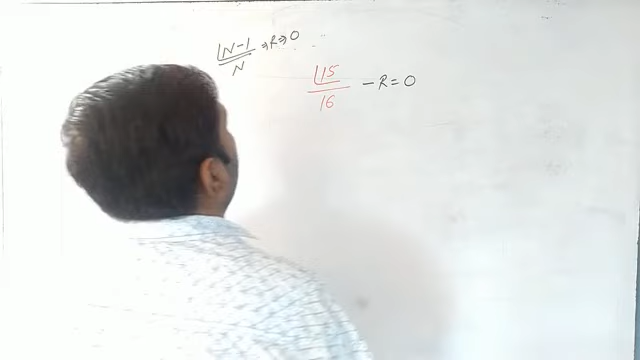 |N-1 / N ⇒ R ⇒ 0
|15 / 16 - R = 0